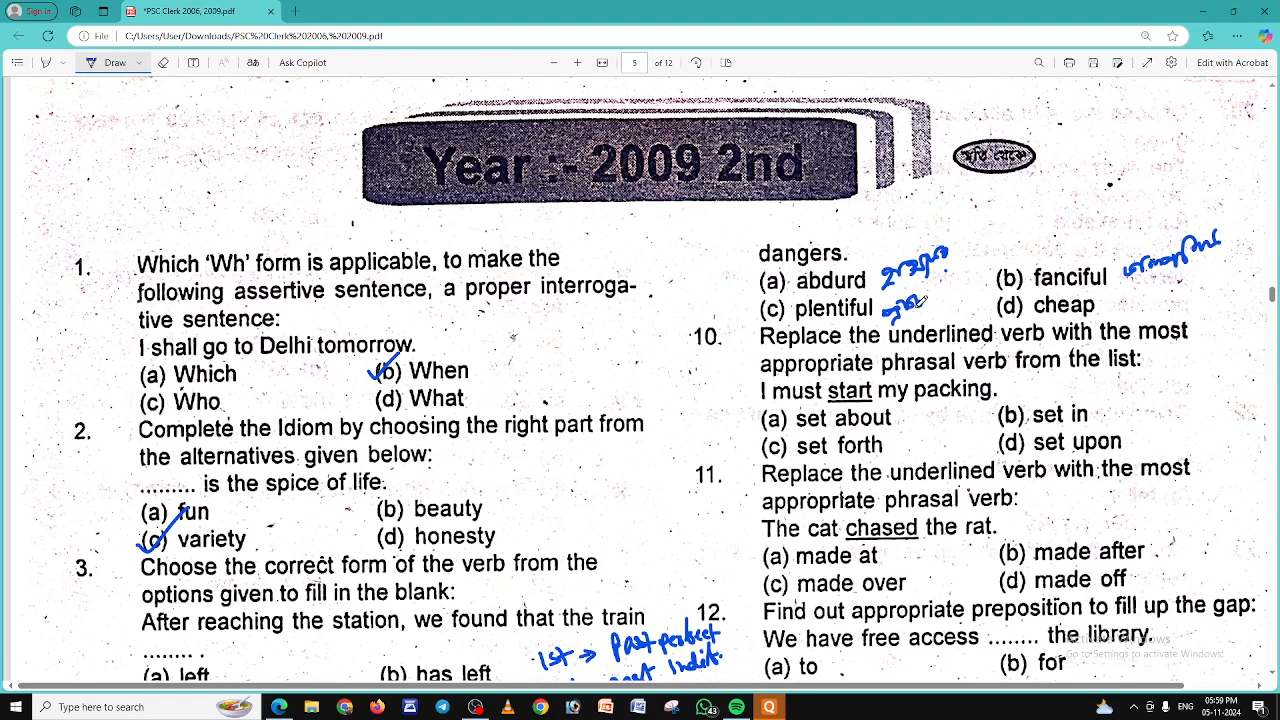 Sign in
*PSC Clerk 2006, 2009.pdf
File
C:/Users/User/Downloads/PSC%20Clerk%202006,%202009.pdf
Draw
Ask Copilot
5
of 12
Edit with Acrobat
Year :- 2009 2nd
1. Which 'Wh' form is applicable, to make the
following assertive sentence, a proper interroga-
tive sentence:
I shall go to Delhi tomorrow.
(a) Which (b) When
(c) Who (d) What
2. Complete the Idiom by choosing the right part from
the alternatives given below:
......... is the spice of life.
(a) fun (b) beauty
(c) variety (d) honesty
3. Choose the correct form of the verb from the
options given to fill in the blank:
After reaching the station, we found that the train
........ .
1st → Past perfect
(a) left (b) has left
dangers.
(a) abdurd (b) fanciful
(c) plentiful (d) cheap
10. Replace the underlined verb with the most
appropriate phrasal verb from the list:
I must start my packing.
(a) set about (b) set in
(c) set forth (d) set upon
11. Replace the underlined verb with the most
appropriate phrasal verb:
The cat chased the rat.
(a) made at (b) made after
(c) made over (d) made off
12. Find out appropriate preposition to fill up the gap:
We have free access ........ the library.
(a) to (b) for
Go to Settings to activate Windows.
Type here to search
43
05:59 PM
05-11-2024